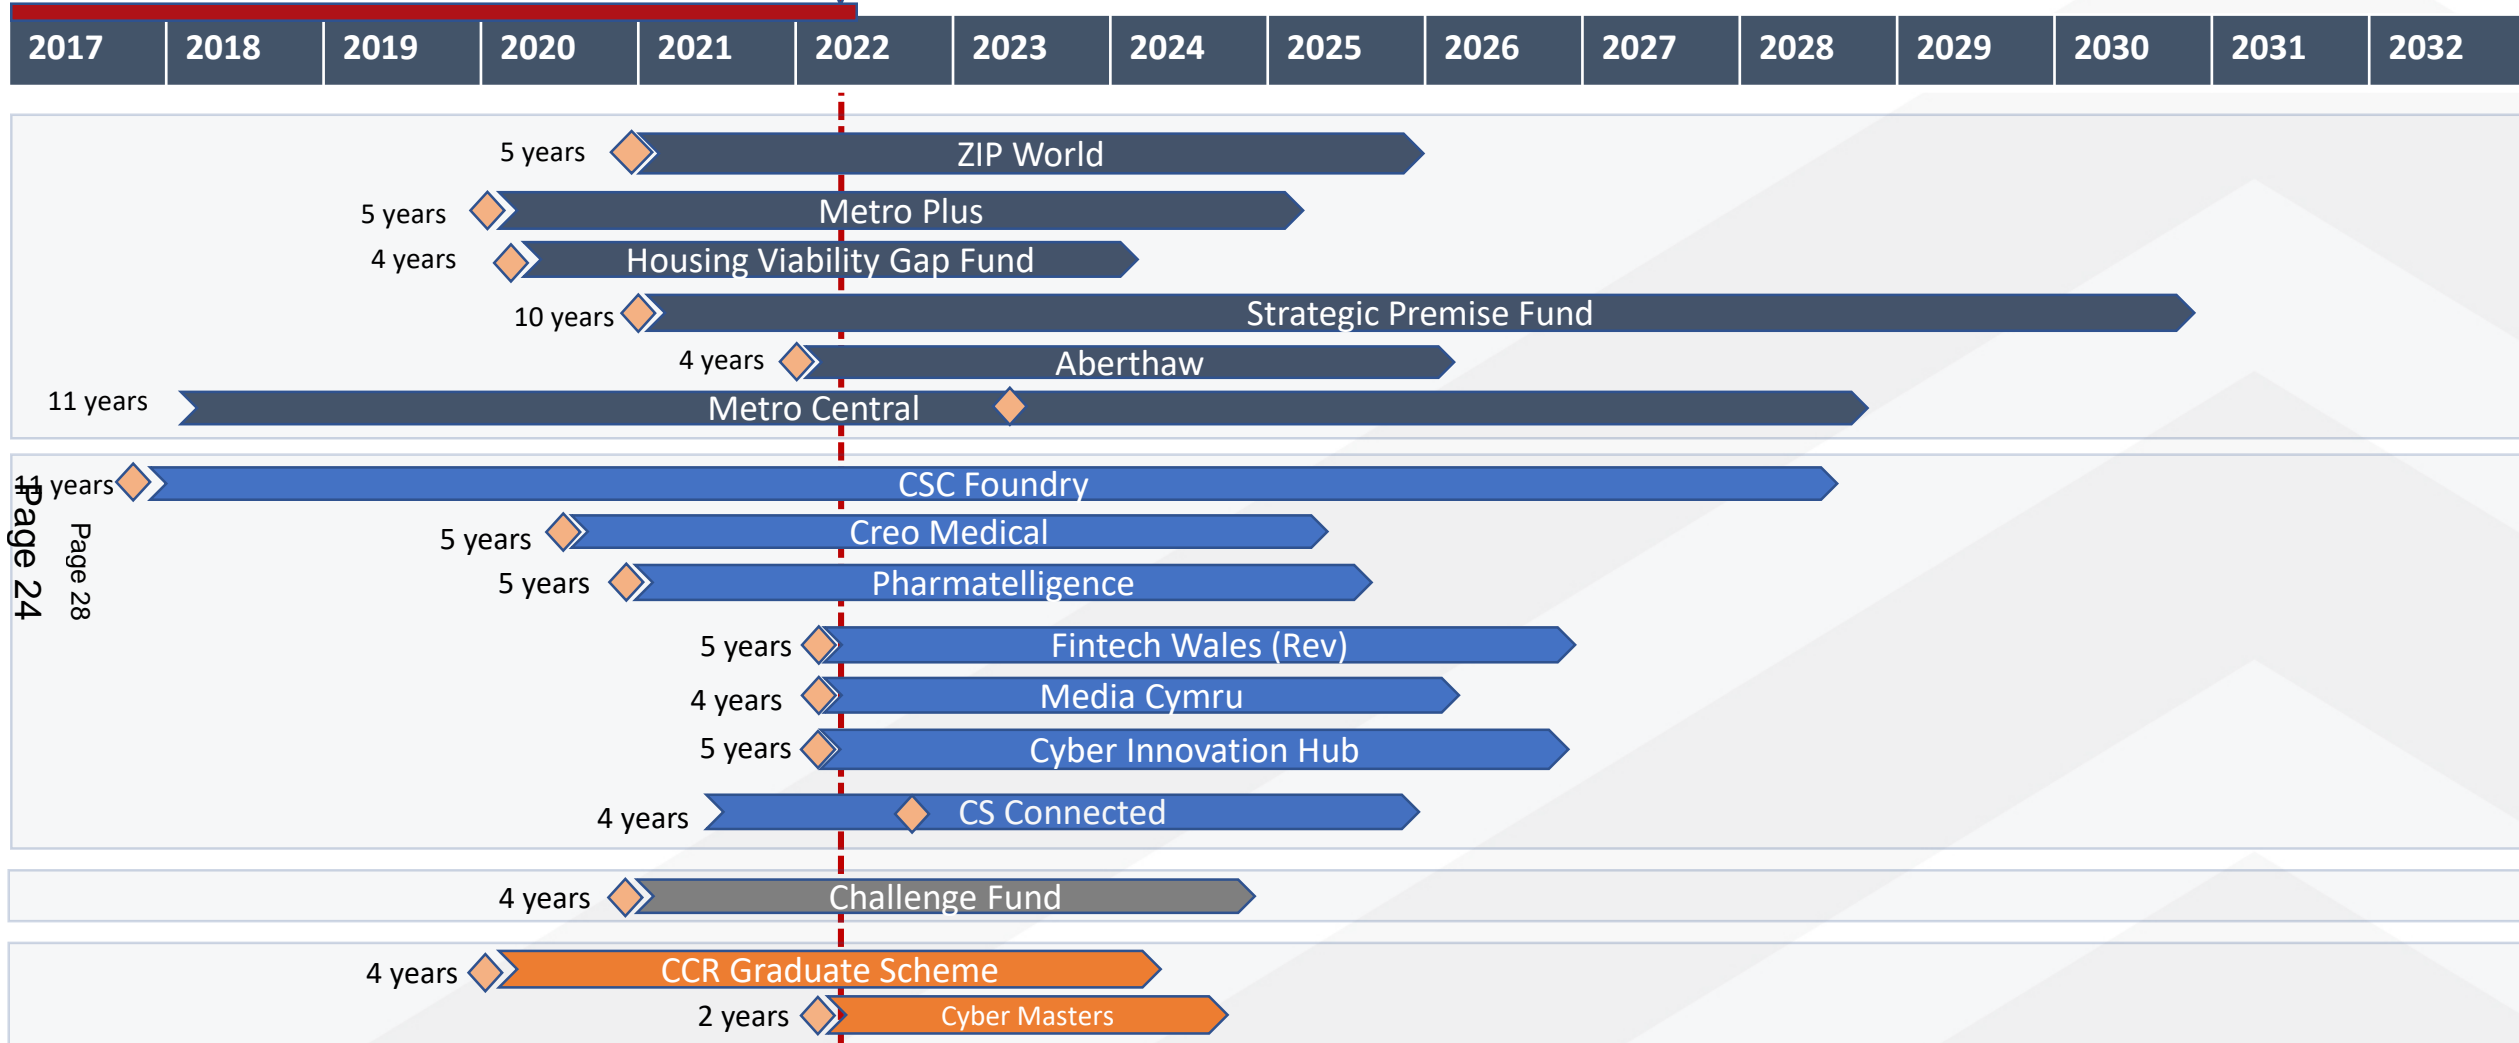 2017 2018 2019 2020 2021 2022 2023 2024 2025 2026 2027 2028 2029 2030 2031 2032
5 years ZIP World
5 years Metro Plus
4 years Housing Viability Gap Fund
10 years Strategic Premise Fund
4 years Aberthaw
11 years Metro Central
11 years CSC Foundry
5 years Creo Medical
5 years Pharmatelligence
Page 24
Page 28
5 years Fintech Wales (Rev)
4 years Media Cymru
5 years Cyber Innovation Hub
4 years CS Connected
4 years Challenge Fund
4 years CCR Graduate Scheme
2 years Cyber Masters